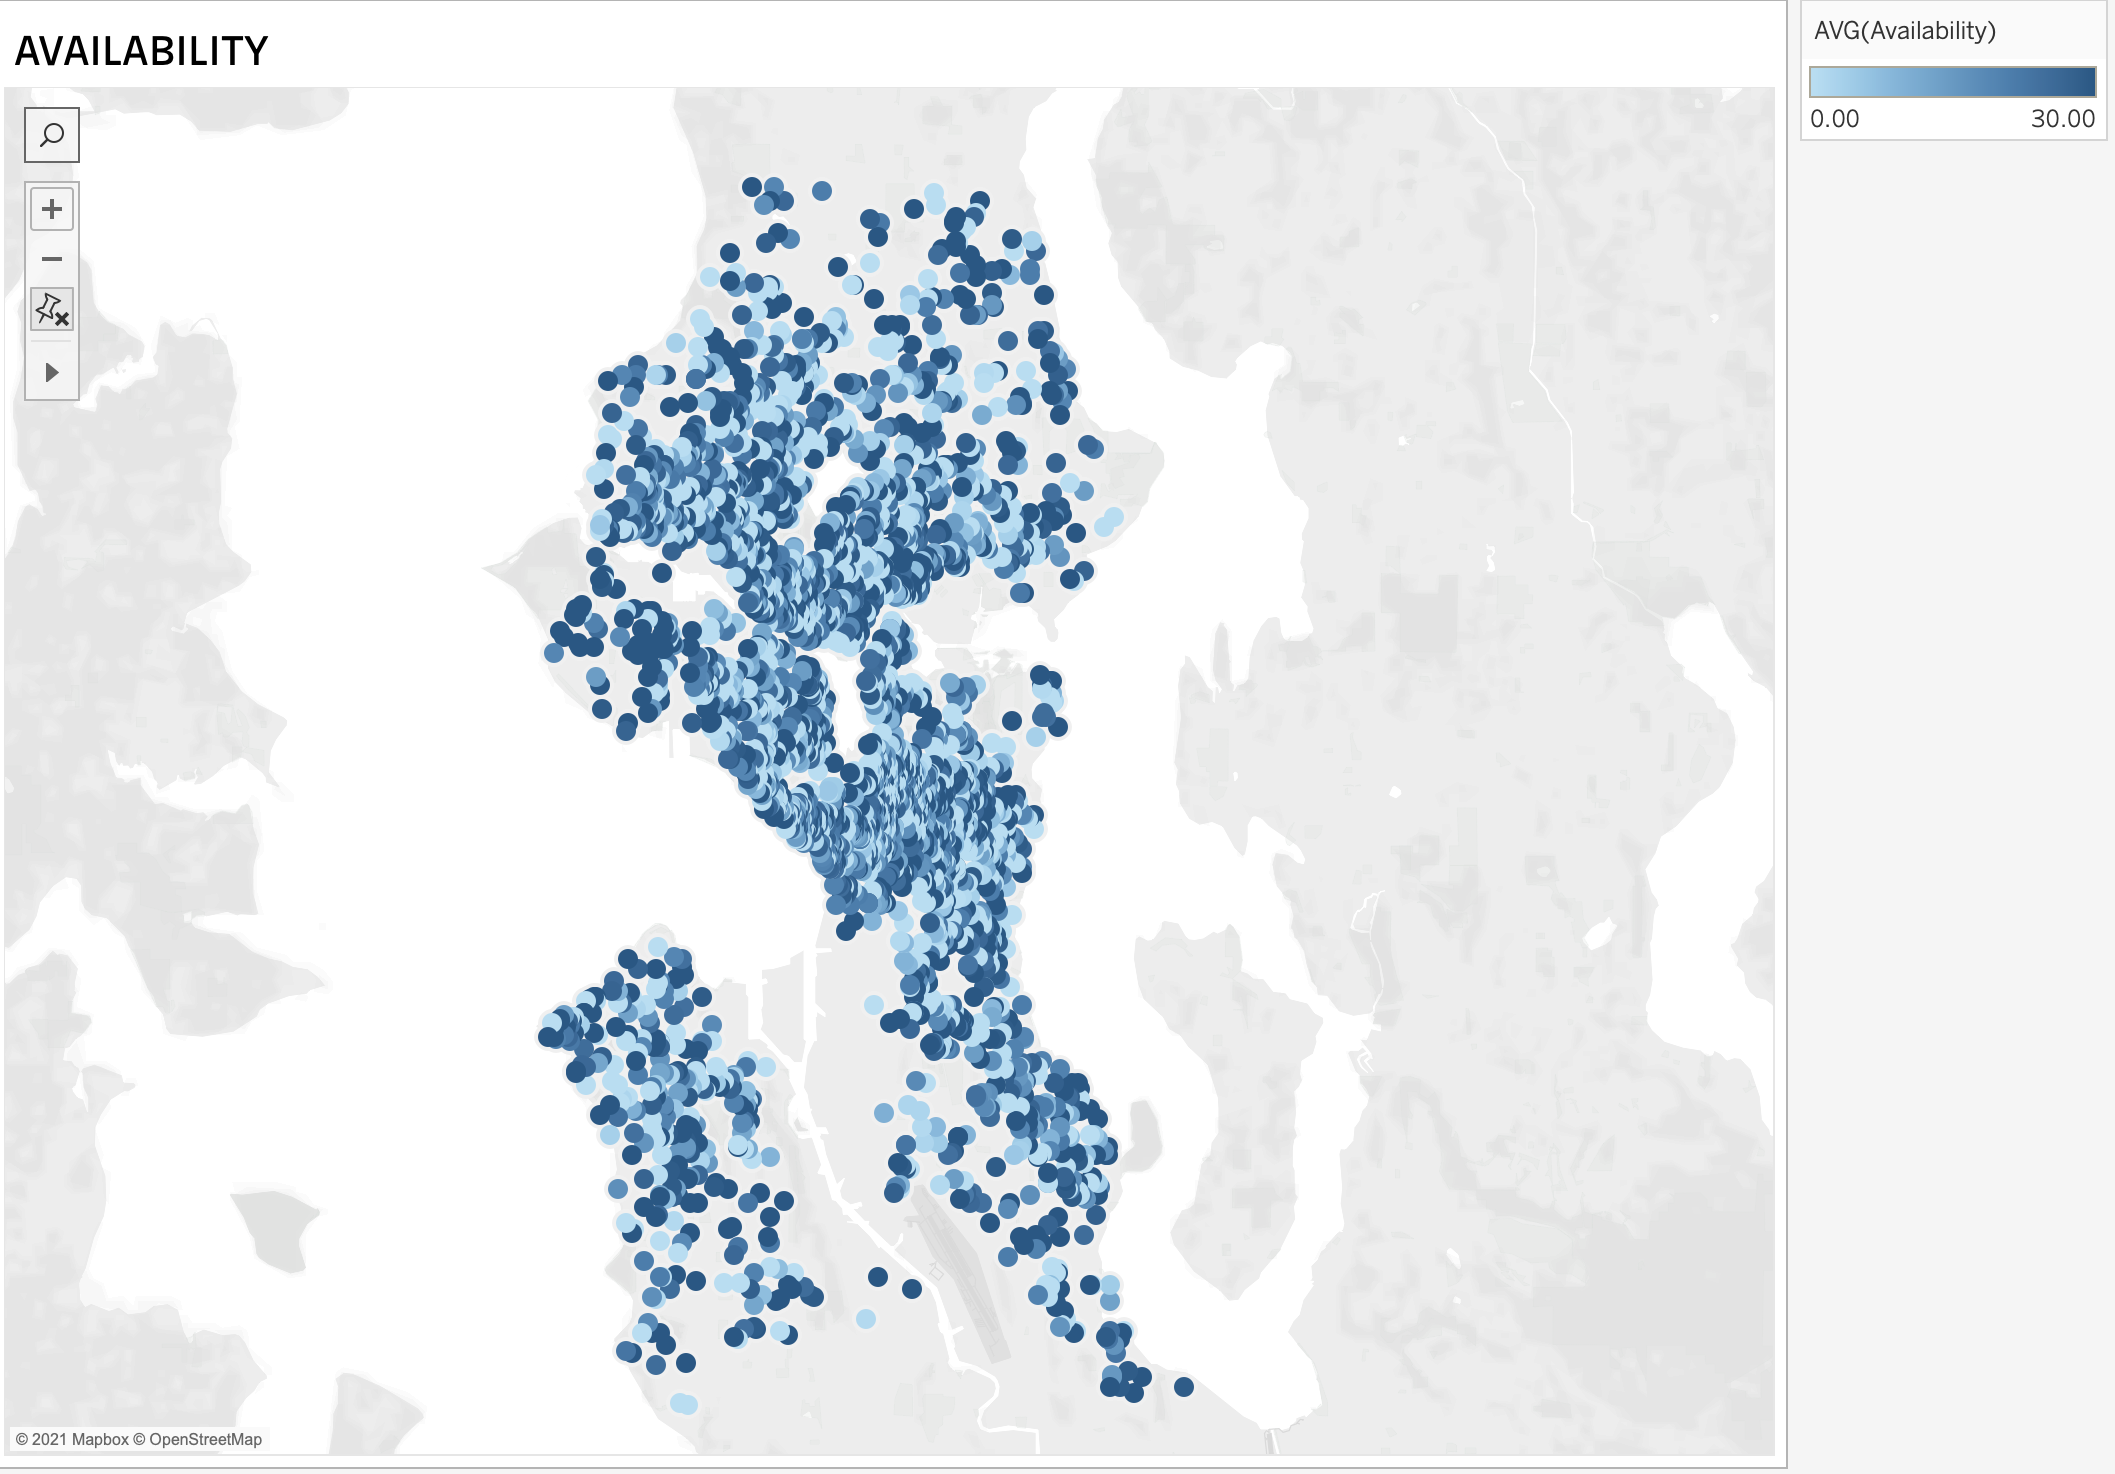 AVAILABILITY
AVG(Availability)
0.00 30.00
© 2021 Mapbox © OpenStreetMap